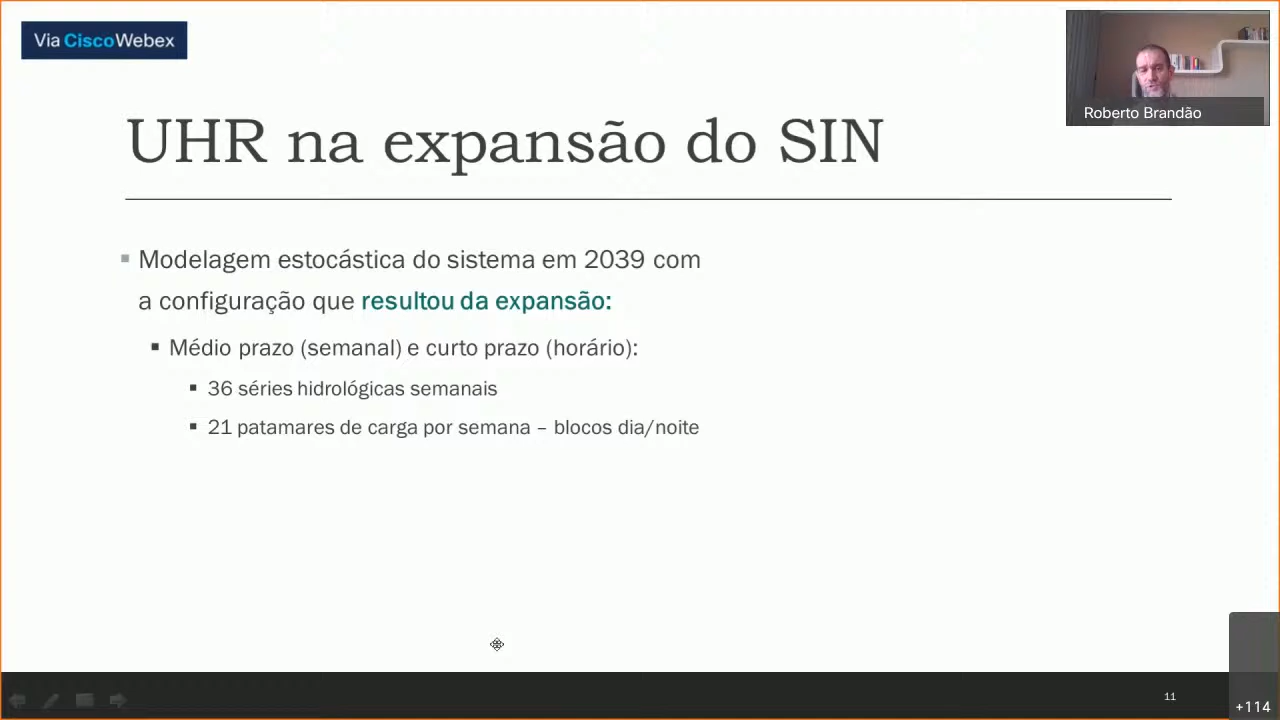 Via CiscoWebex
Roberto Brandão
UHR na expansão do SIN
Modelagem estocástica do sistema em 2039 com
a configuração que resultou da expansão:
Médio prazo (semanal) e curto prazo (horário):
36 séries hidrológicas semanais
21 patamares de carga por semana – blocos dia/noite
11
+114